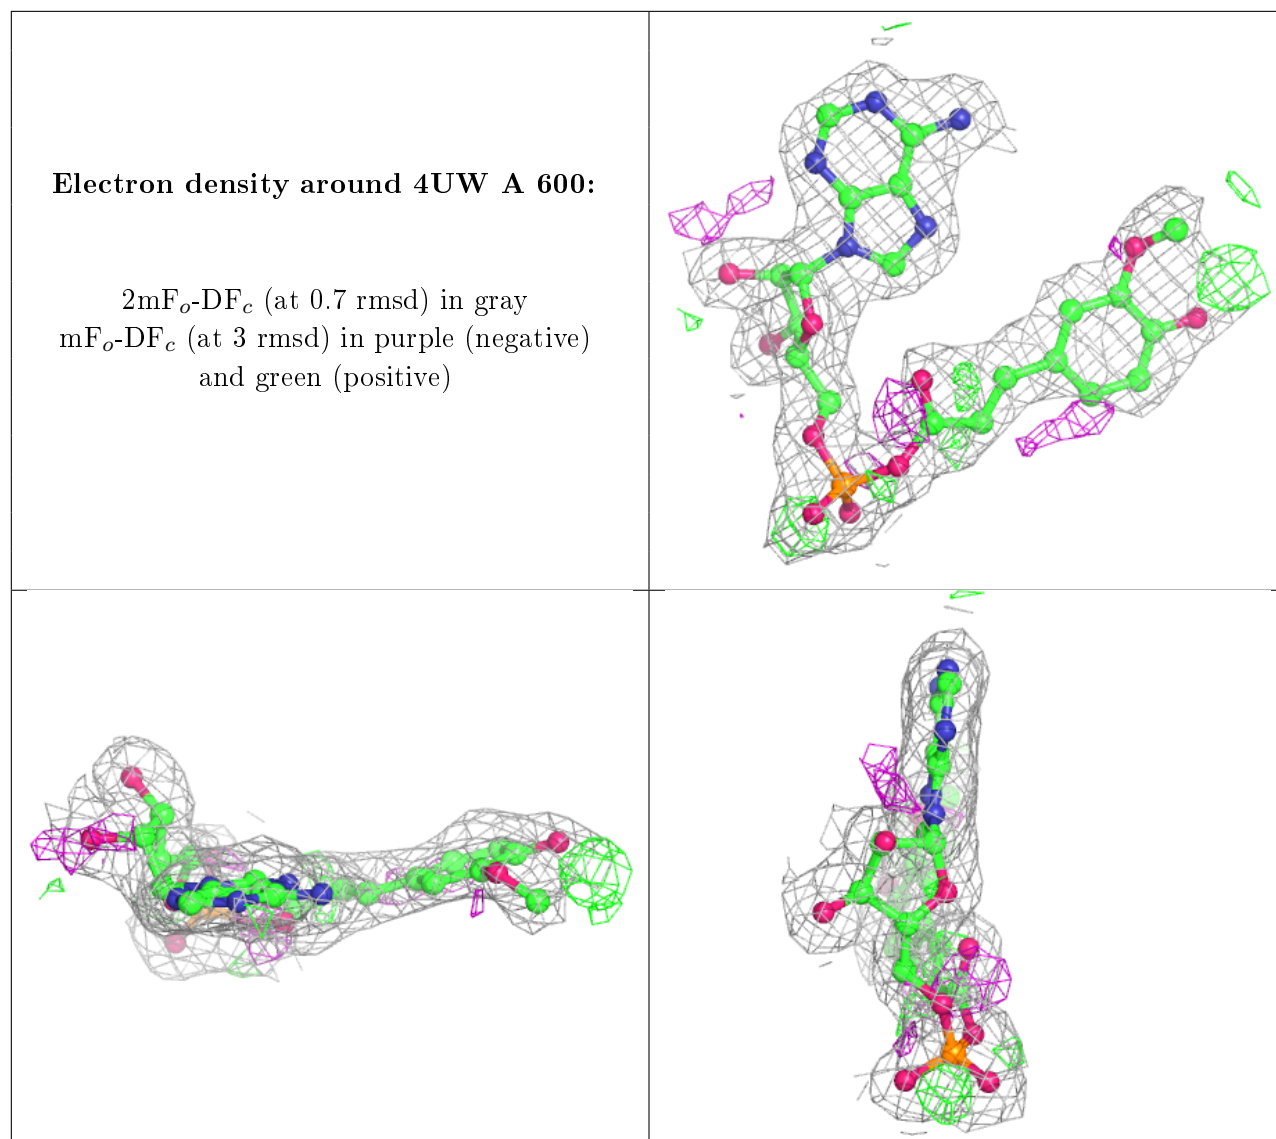 Electron density around 4UW A 600:
2mFo-DFc (at 0.7 rmsd) in gray
mFo-DFc (at 3 rmsd) in purple (negative)
and green (positive)